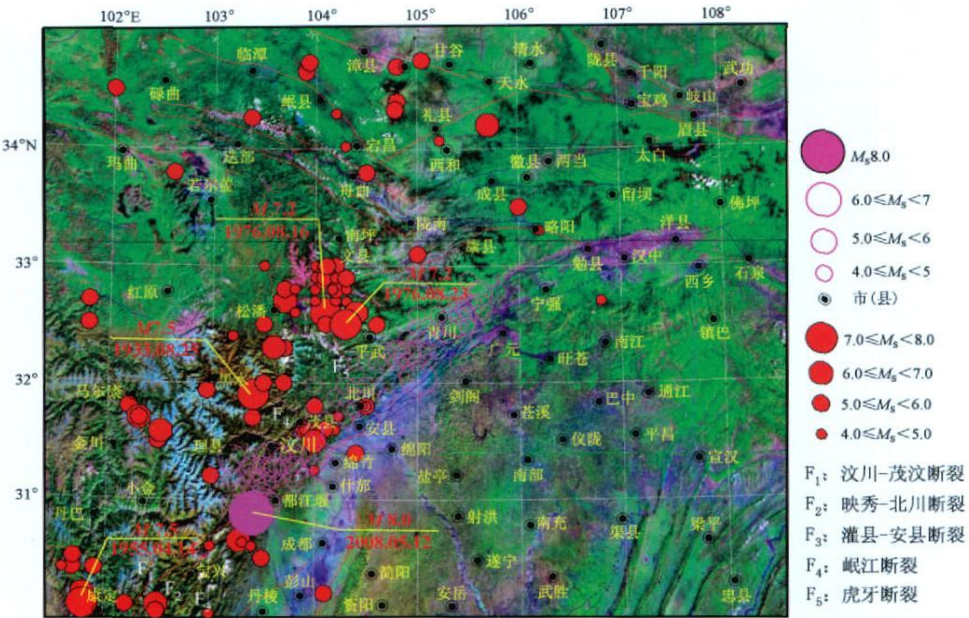 102°E 103° 104° 105° 106° 107° 108°
临潭 漳县 甘谷 清水 陇县 千阳 武功
碌曲 岷县 天水 宝鸡 岐山
礼县 眉县
34°N
玛曲 迭部 宕昌 西和 徽县 两当 太白
若尔盖 舟曲 成县 留坝 佛坪
M 7.2
1976.08.16
南坪 陇南 康县 略阳 洋县
文县
33°
勉县 汉中 石泉
西乡
1976.08.23
红原 松潘 宁强
青川 镇巴
M7.5
平武 广元 旺苍 南江
F₃
32°
马尔康 北川 剑阁 苍溪 巴中 通江
F₄
茂县 安县
金川 理县 汶川 绵竹 绵阳 仪陇 平昌
宣汉
小金 什邡 盐亭 南部
31°
丹巴 都江堰 射洪 南充 渠县 梁平
M 7.5
1955.04.14
M 8.0
2008.05.12
成都
遂宁
康定 F₂ 彭山 简阳 武胜
丹棱 资阳 安岳 忠县
Mₛ8.0
6.0≤Mₛ<7
5.0≤Mₛ<6
4.0≤Mₛ<5
市(县)
7.0≤Mₛ<8.0
6.0≤Mₛ<7.0
5.0≤Mₛ<6.0
4.0≤Mₛ<5.0
F₁: 汶川-茂汶断裂
F₂: 映秀-北川断裂
F₃: 灌县-安县断裂
F₄: 岷江断裂
F₅: 虎牙断裂